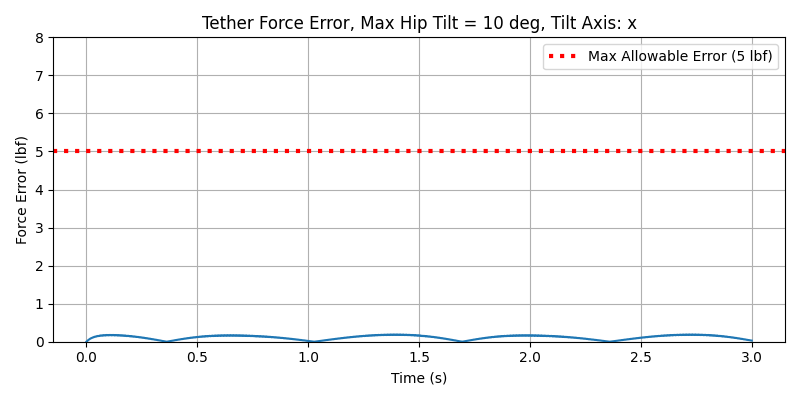 Tether Force Error, Max Hip Tilt = 10 deg, Tilt Axis: x
Max Allowable Error (5 lbf)
Force Error (lbf)
8
7
6
5
4
3
2
1
0
0.0 0.5 1.0 1.5 2.0 2.5 3.0
Time (s)